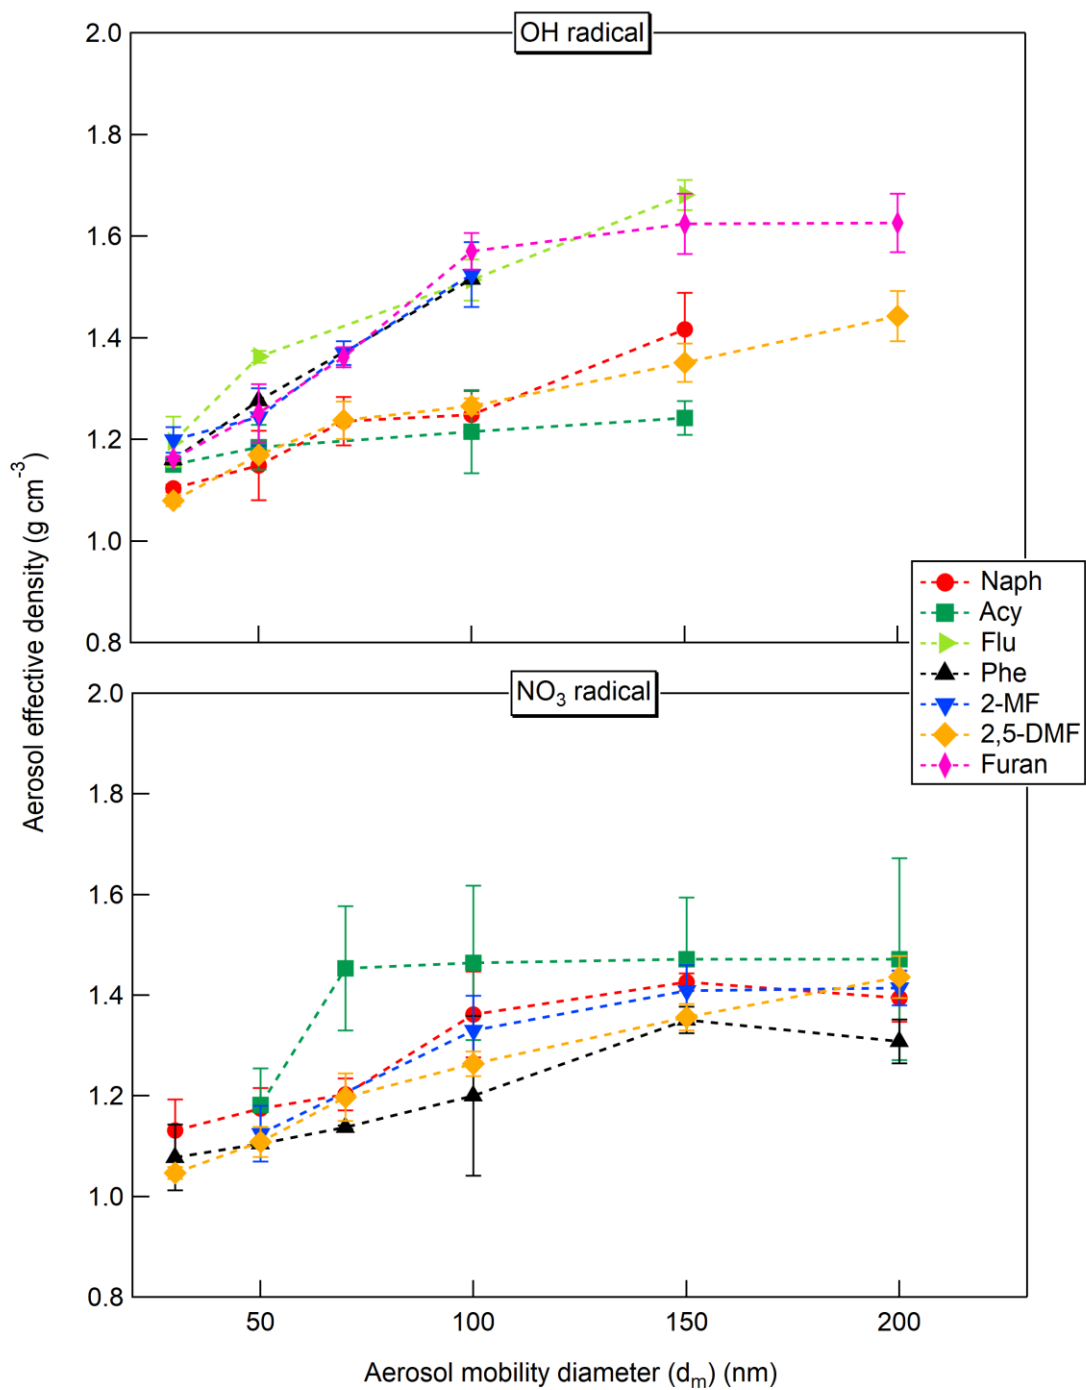 OH radical
2.0
1.8
1.6
1.4
1.2
1.0
0.8
NO3 radical
2.0
1.8
1.6
1.4
1.2
1.0
0.8
50
100
150
200
Aerosol effective density (g cm-3)
Aerosol mobility diameter (dm) (nm)
Naph
Acy
Flu
Phe
2-MF
2,5-DMF
Furan